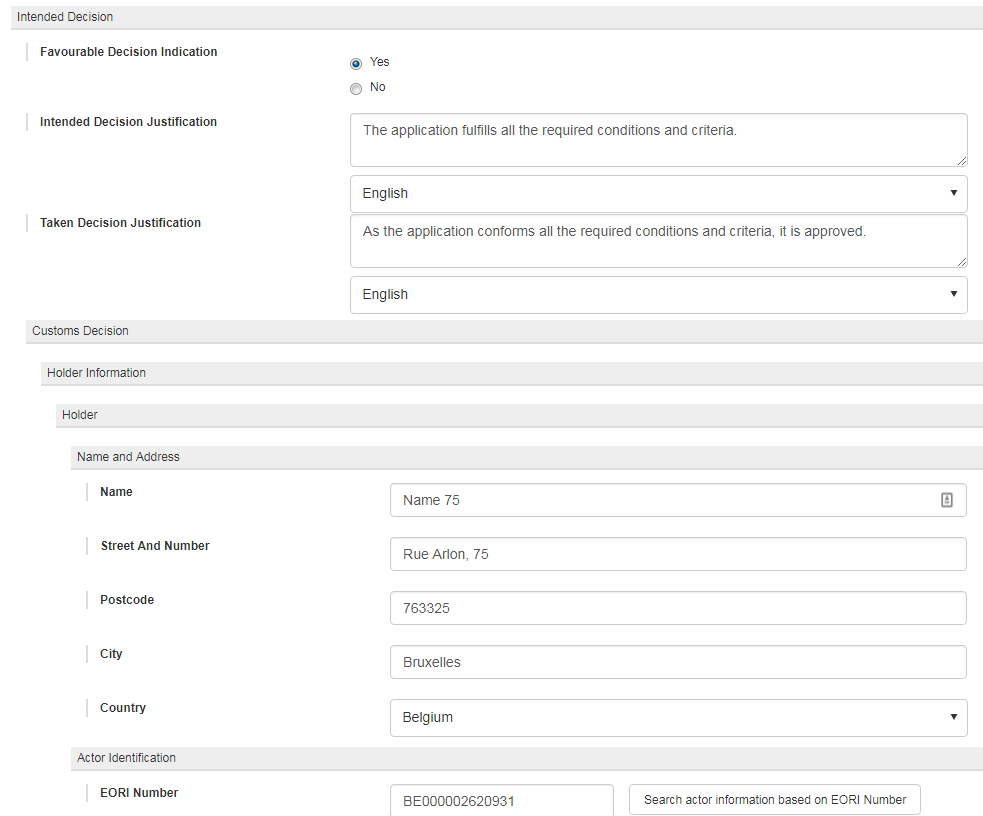 Intended Decision
Favourable Decision Indication
Yes
No
Intended Decision Justification
The application fulfills all the required conditions and criteria.
English
Taken Decision Justification
As the application conforms all the required conditions and criteria, it is approved.
English
Customs Decision
Holder Information
Holder
Name and Address
Name
Name 75
Street And Number
Rue Arlon, 75
Postcode
763325
City
Bruxelles
Country
Belgium
Actor Identification
EORI Number
BE000002620931
Search actor information based on EORI Number